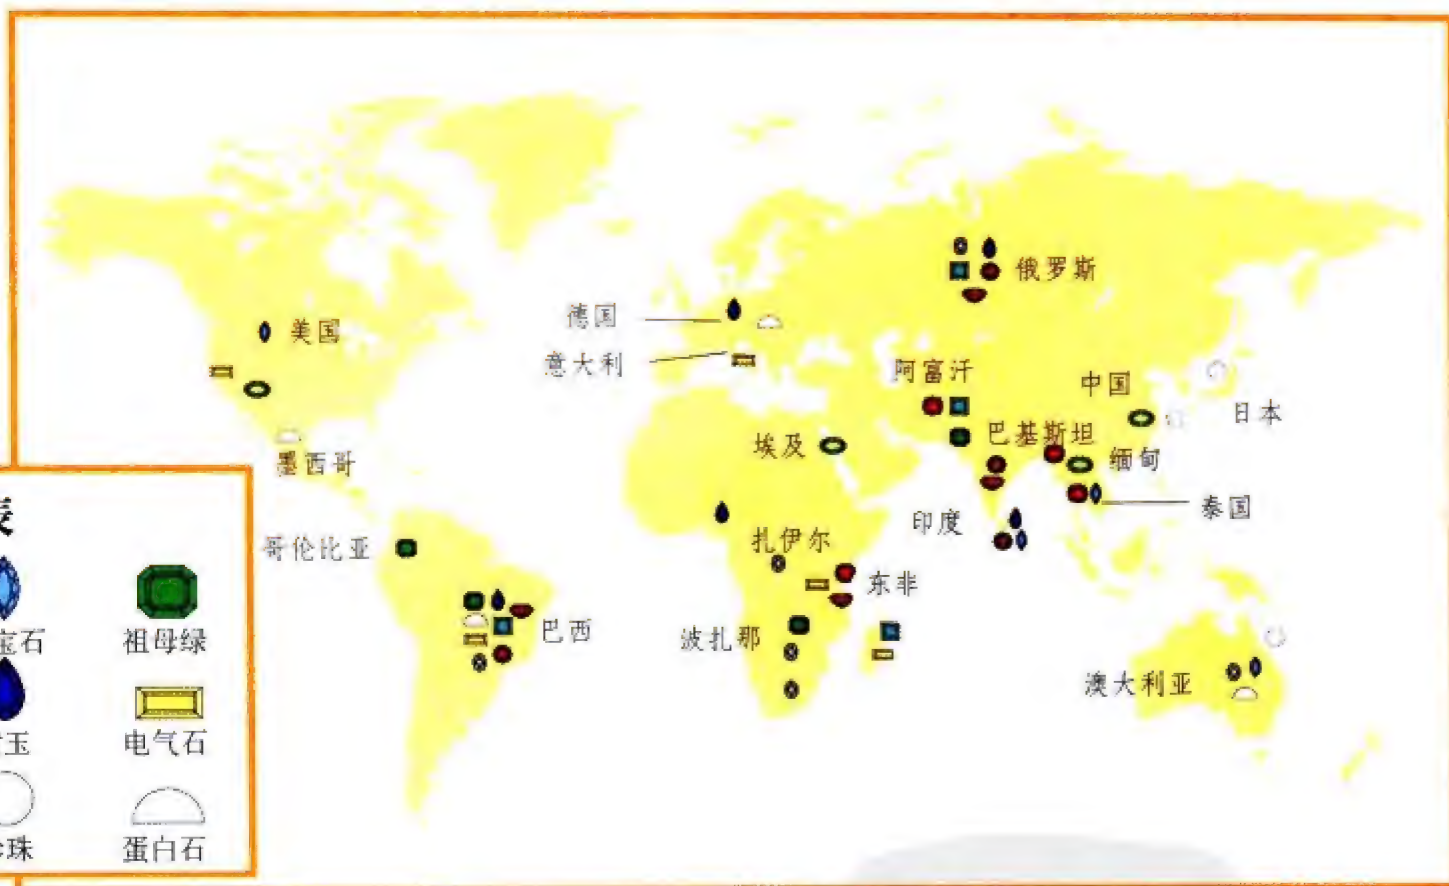 俄罗斯
德国
美国
意大利
阿富汗
中国
日本
埃及
巴基斯坦
缅甸
墨西哥
泰国
印度
扎伊尔
哥伦比亚
东非
巴西
波扎那
澳大利亚
表
宝石
祖母绿
玉
电气石
珠
蛋白石